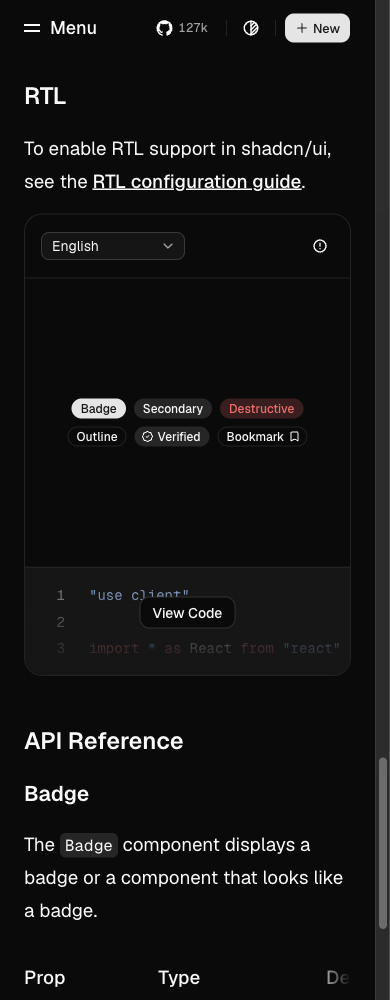 Menu
127k
New
RTL
To enable RTL support in shadcn/ui,
see the RTL configuration guide.
English
Badge Secondary Destructive
Outline Verified Bookmark
1 "use client"
View Code
2
3 import * as React from "react"
API Reference
Badge
The Badge component displays a
badge or a component that looks like
a badge.
Prop Type De